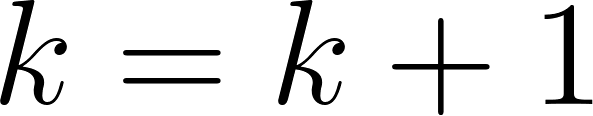 k = k + 1